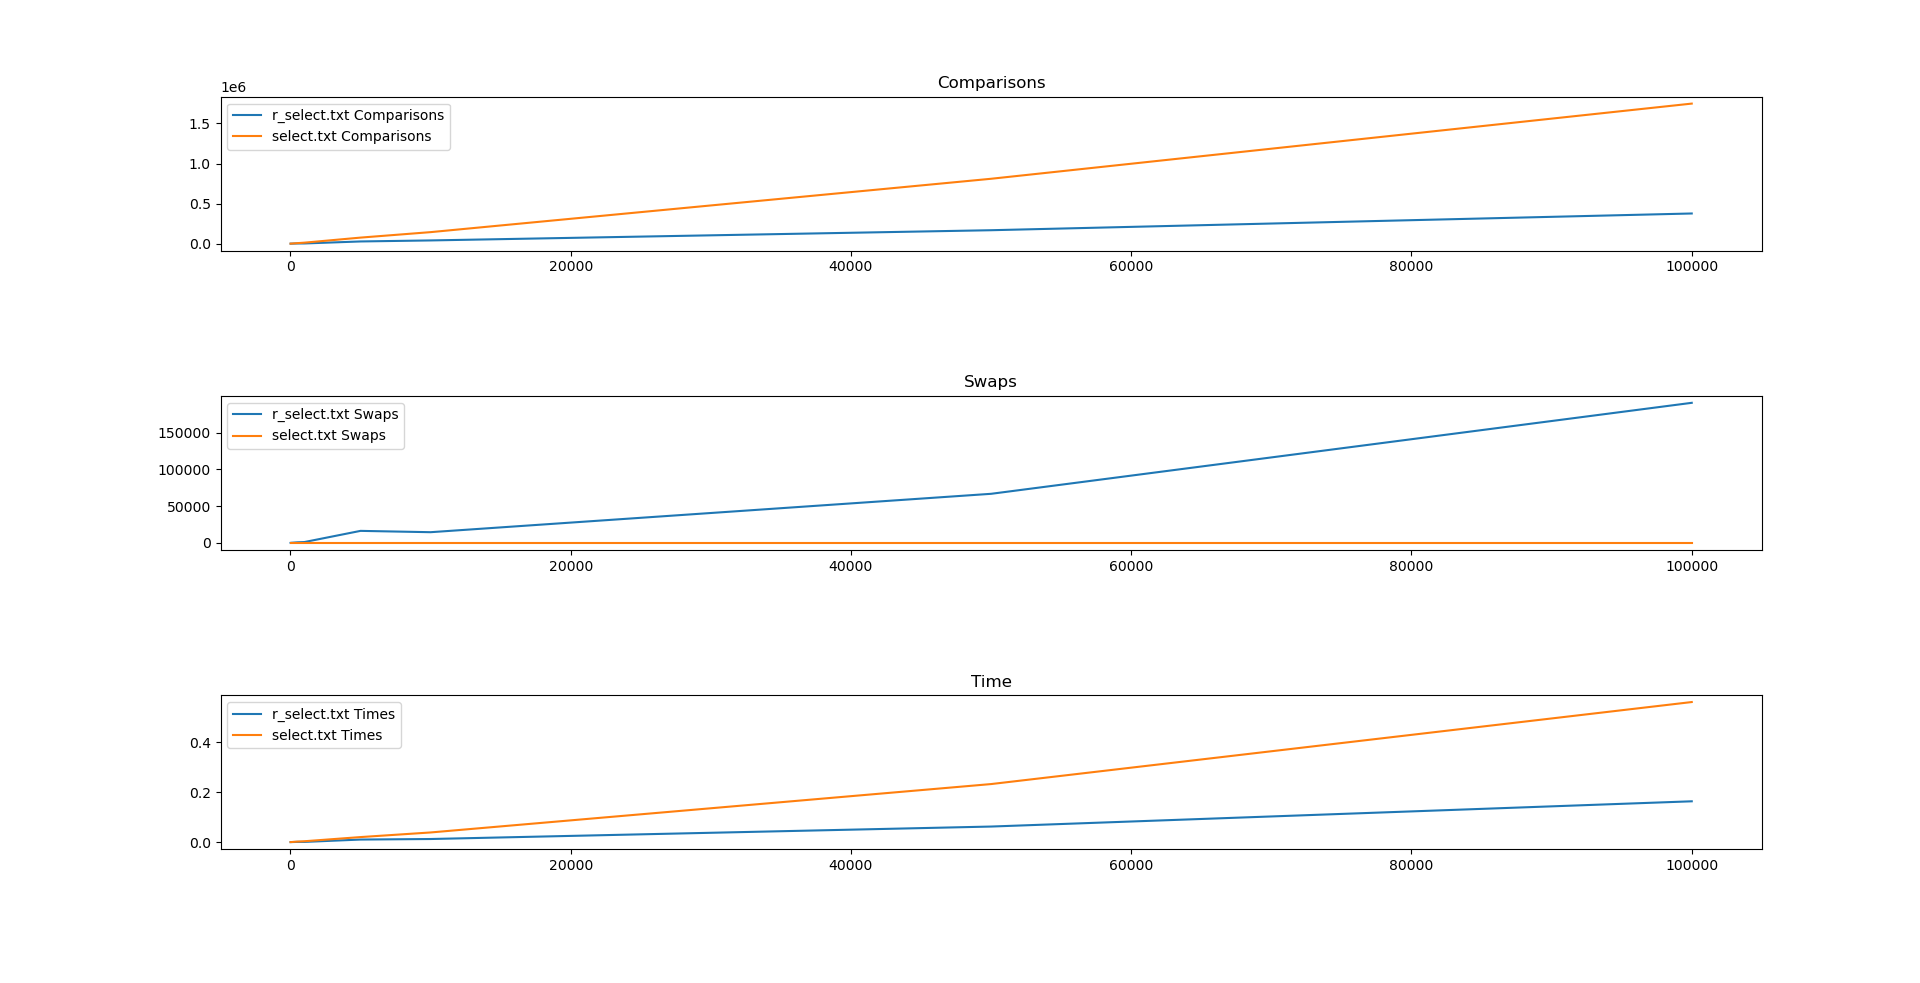 Comparisons
1e6
r_select.txt Comparisons
select.txt Comparisons
1.5
1.0
0.5
0.0
0 20000 40000 60000 80000 100000
Swaps
r_select.txt Swaps
select.txt Swaps
150000
100000
50000
0
0 20000 40000 60000 80000 100000
Time
r_select.txt Times
select.txt Times
0.4
0.2
0.0
0 20000 40000 60000 80000 100000